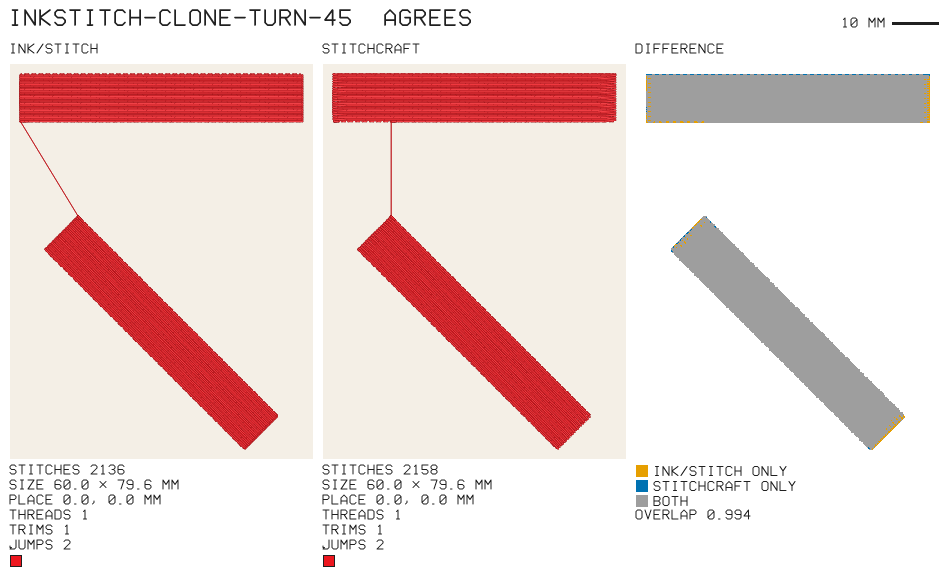 INKSTITCH-CLONE-TURN-45 AGREES
10 MM
INK/STITCH
STITCHCRAFT
DIFFERENCE
STITCHES 2136
SIZE 60.0 × 79.6 MM
PLACE 0.0, 0.0 MM
THREADS 1
TRIMS 1
JUMPS 2
STITCHES 2158
SIZE 60.0 × 79.6 MM
PLACE 0.0, 0.0 MM
THREADS 1
TRIMS 1
JUMPS 2
INK/STITCH ONLY
STITCHCRAFT ONLY
BOTH
OVERLAP 0.994